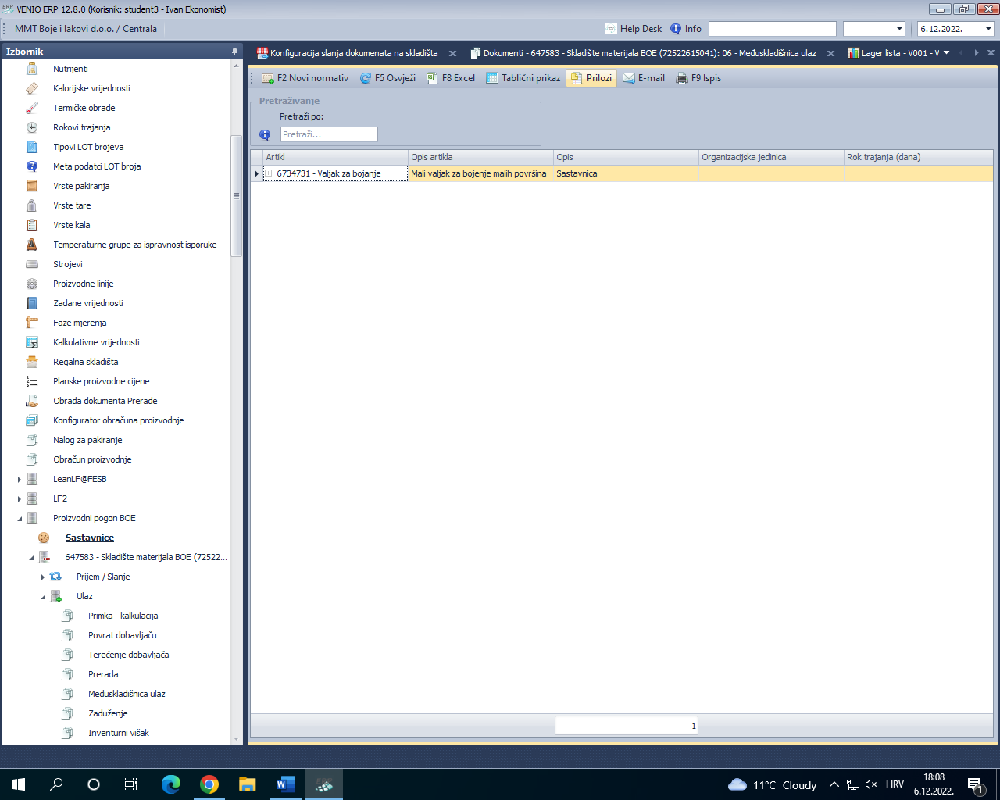 VENIO ERP 12.8.0 (Korisnik: student3 - Ivan Ekonomist)
MMT Boje i lakovi d.o.o. / Centrala
Help Desk
Info
6.12.2022.
Izbornik
Konfiguracija slanja dokumenata na skladišta
Dokumenti - 647583 - Skladište materijala BOE (72522615041): 06 - Međuskladišnica ulaz
Lager lista - V001 - V
F2 Novi normativ
F5 Osvježi
F8 Excel
Tablični prikaz
Prilozi
E-mail
F9 Ispis
Pretraživanje
Pretraži po:
Pretraži...
Artikl
Opis artikla
Opis
Organizacijska jedinica
Rok trajanja (dana)
6734731 - Valjak za bojanje
Mali valjak za bojenje malih površina
Sastavnica
1
Nutrijenti
Kalorijske vrijednosti
Termičke obrade
Rokovi trajanja
Tipovi LOT brojeva
Meta podatci LOT broja
Vrste pakiranja
Vrste tare
Vrste kala
Temperaturne grupe za ispravnost isporuke
Strojevi
Proizvodne linije
Zadane vrijednosti
Faze mjerenja
Kalkulativne vrijednosti
Regalna skladišta
Planske proizvodne cijene
Obrada dokumenta Prerade
Konfigurator obračuna proizvodnje
Nalog za pakiranje
Obračun proizvodnje
LeanLF@FESB
LF2
Proizvodni pogon BOE
Sastavnice
647583 - Skladište materijala BOE (72522...
Prijem / Slanje
Ulaz
Primka - kalkulacija
Povrat dobavljaču
Terećenje dobavljača
Prerada
Međuskladišnica ulaz
Zaduženje
Inventurni višak
11°C Cloudy
HRV
18:08
6.12.2022.
1